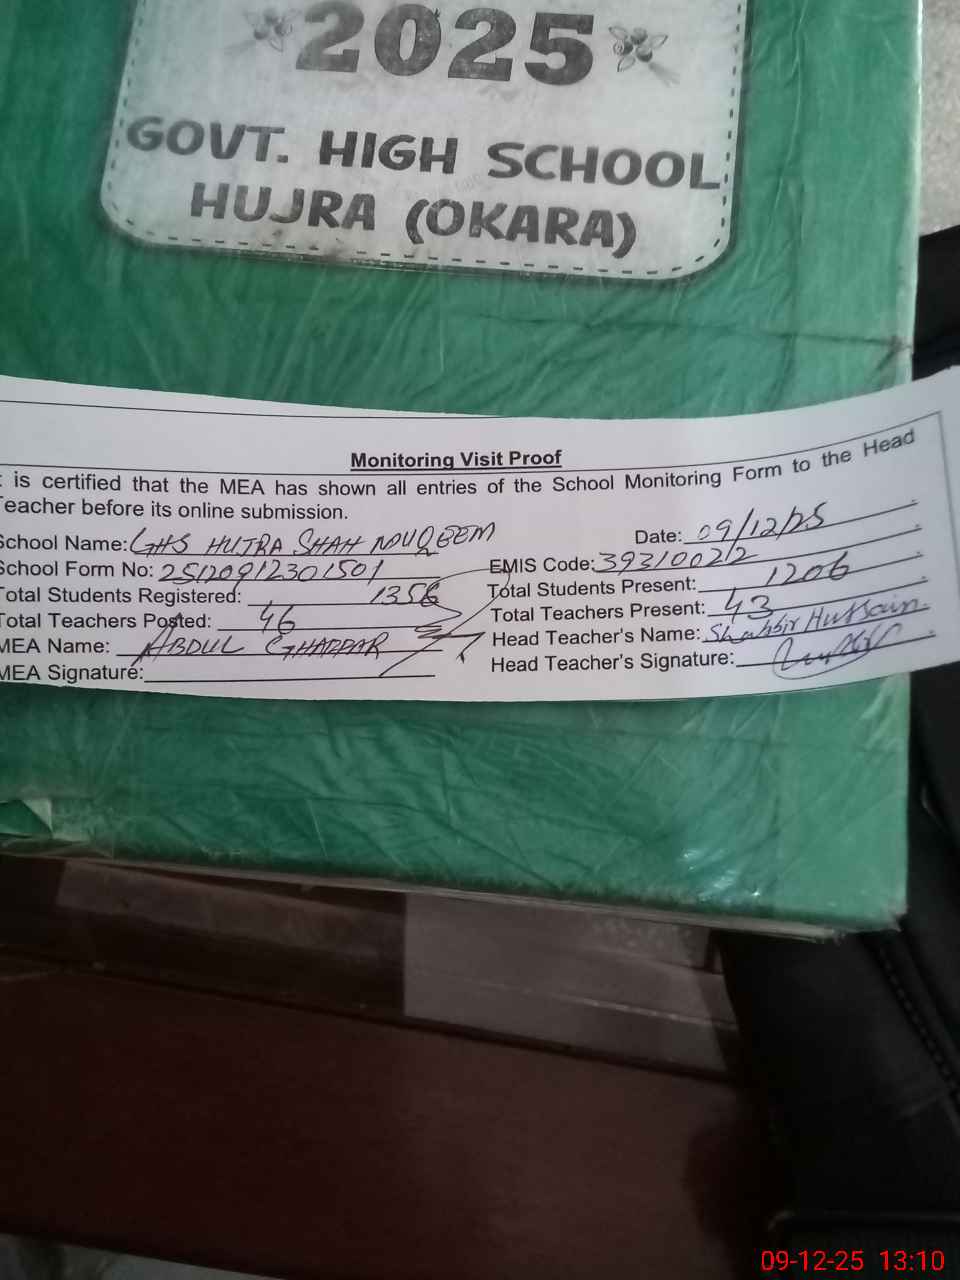 2025
GOVT. HIGH SCHOOL
HUJRA (OKARA)
Monitoring Visit Proof
t is certified that the MEA has shown all entries of the School Monitoring Form to the Head
Teacher before its online submission.
School Name: GHS HUJRA SHAH MUQEEM Date: 09/12/25
School Form No: 25120912301501 EMIS Code: 39310022
Total Students Registered: 1356 Total Students Present: 1206
Total Teachers Posted: 46 Total Teachers Present: 43
MEA Name: ABDUL GHAFFAR Head Teacher's Name: Shabbir Hussain
MEA Signature: Head Teacher's Signature:
09-12-25 13:10